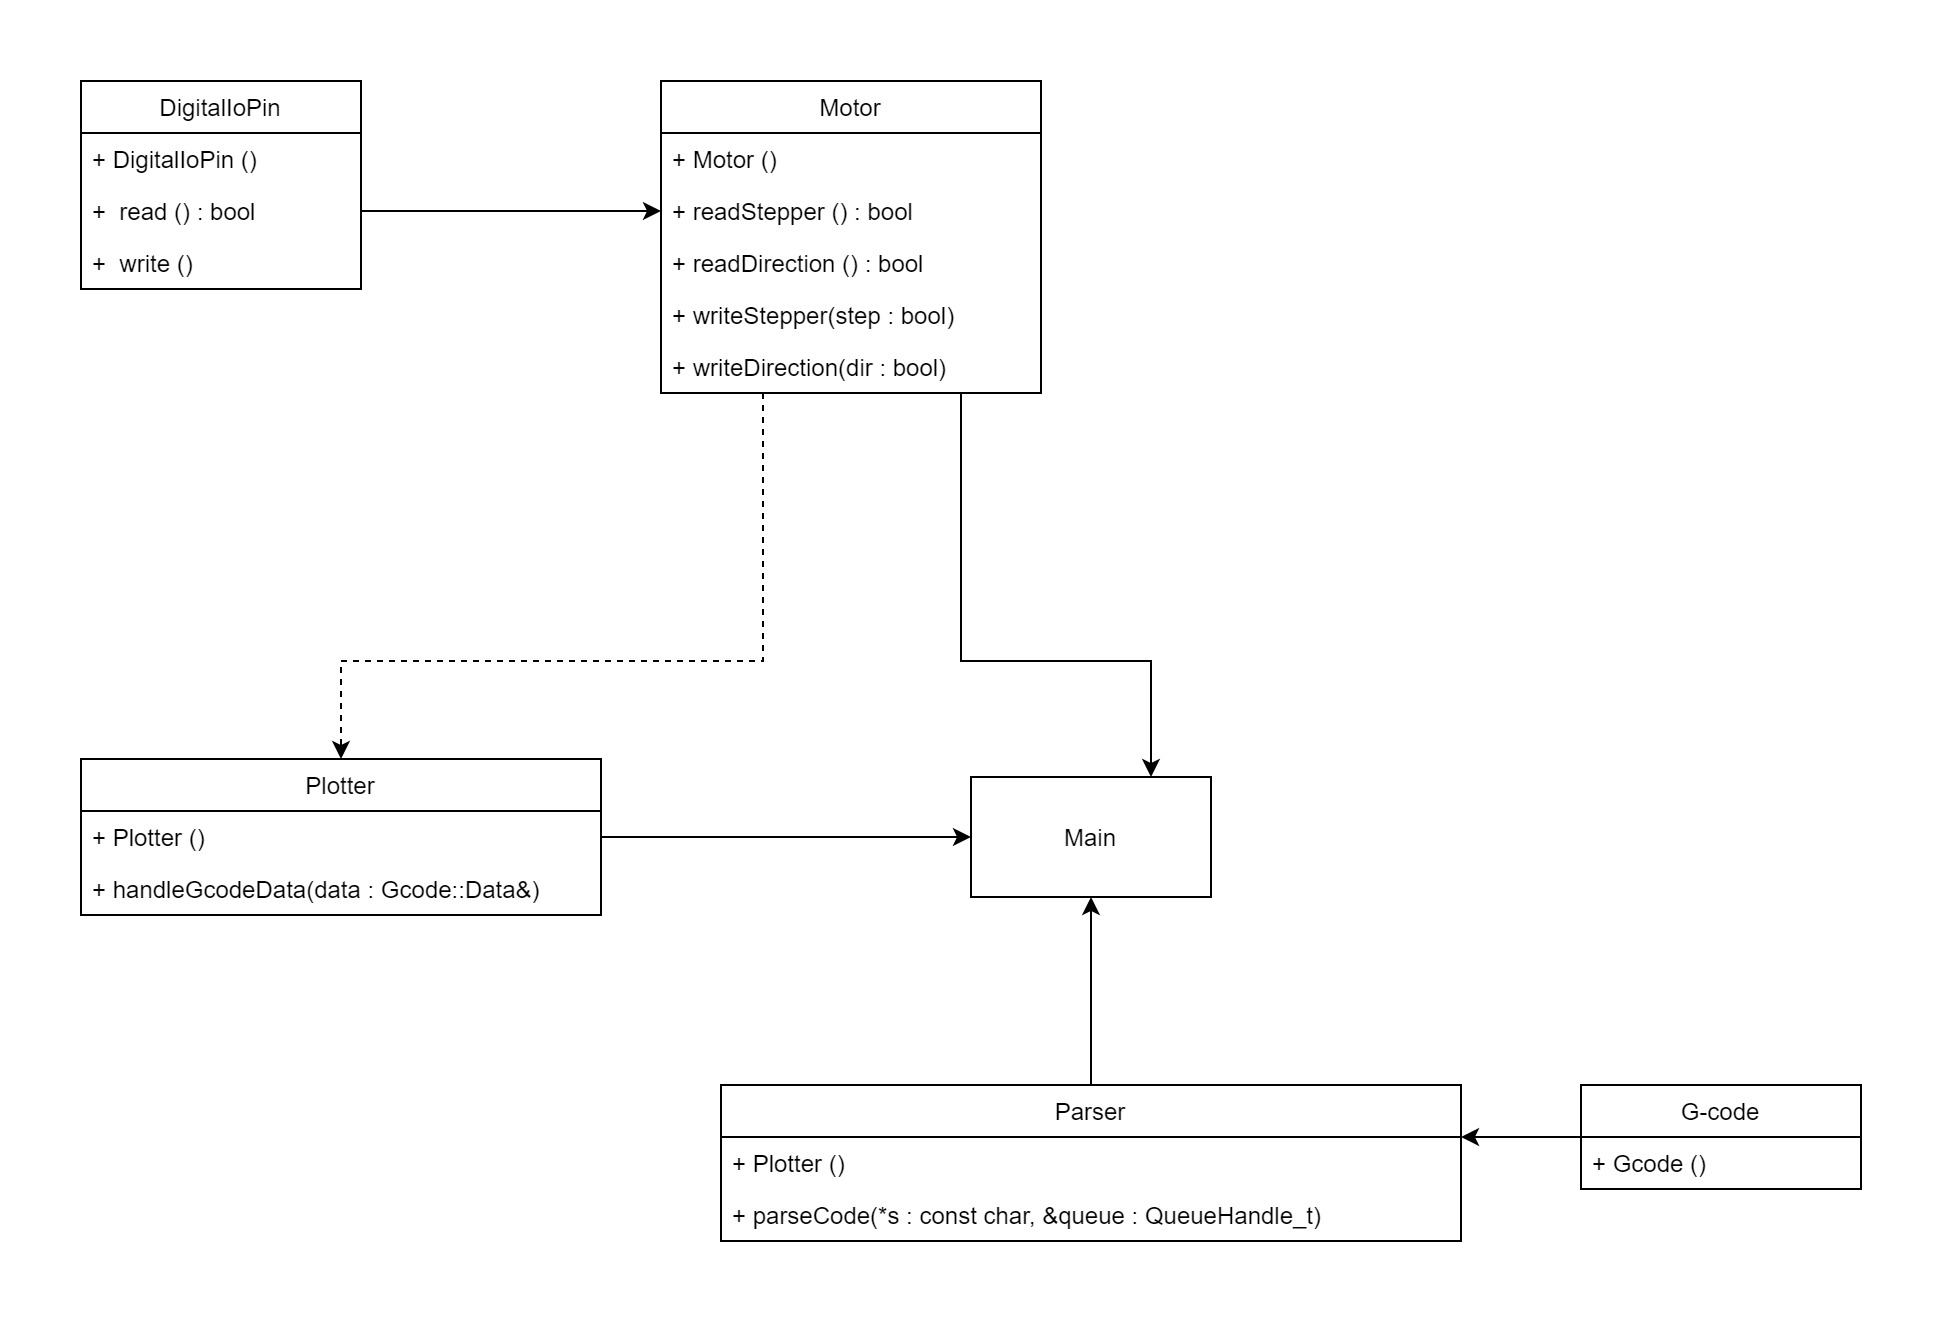 DigitalIoPin
+ DigitalIoPin ()
+  read () : bool
+  write ()
Motor
+ Motor ()
+ readStepper () : bool
+ readDirection () : bool
+ writeStepper(step : bool)
+ writeDirection(dir : bool)
Plotter
+ Plotter ()
+ handleGcodeData(data : Gcode::Data&)
Main
Parser
+ Plotter ()
+ parseCode(*s : const char, &queue : QueueHandle_t)
G-code
+ Gcode ()